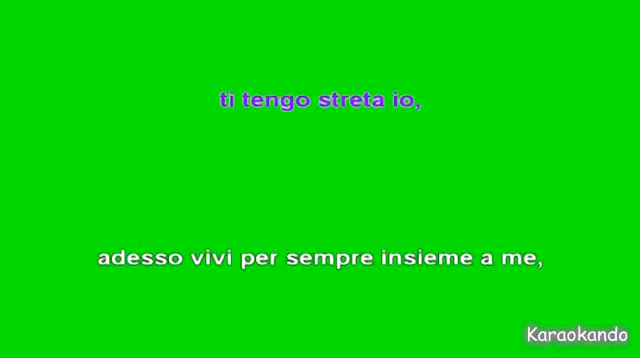 ti tengo streta io,
adesso vivi per sempre insieme a me,
Karaokando